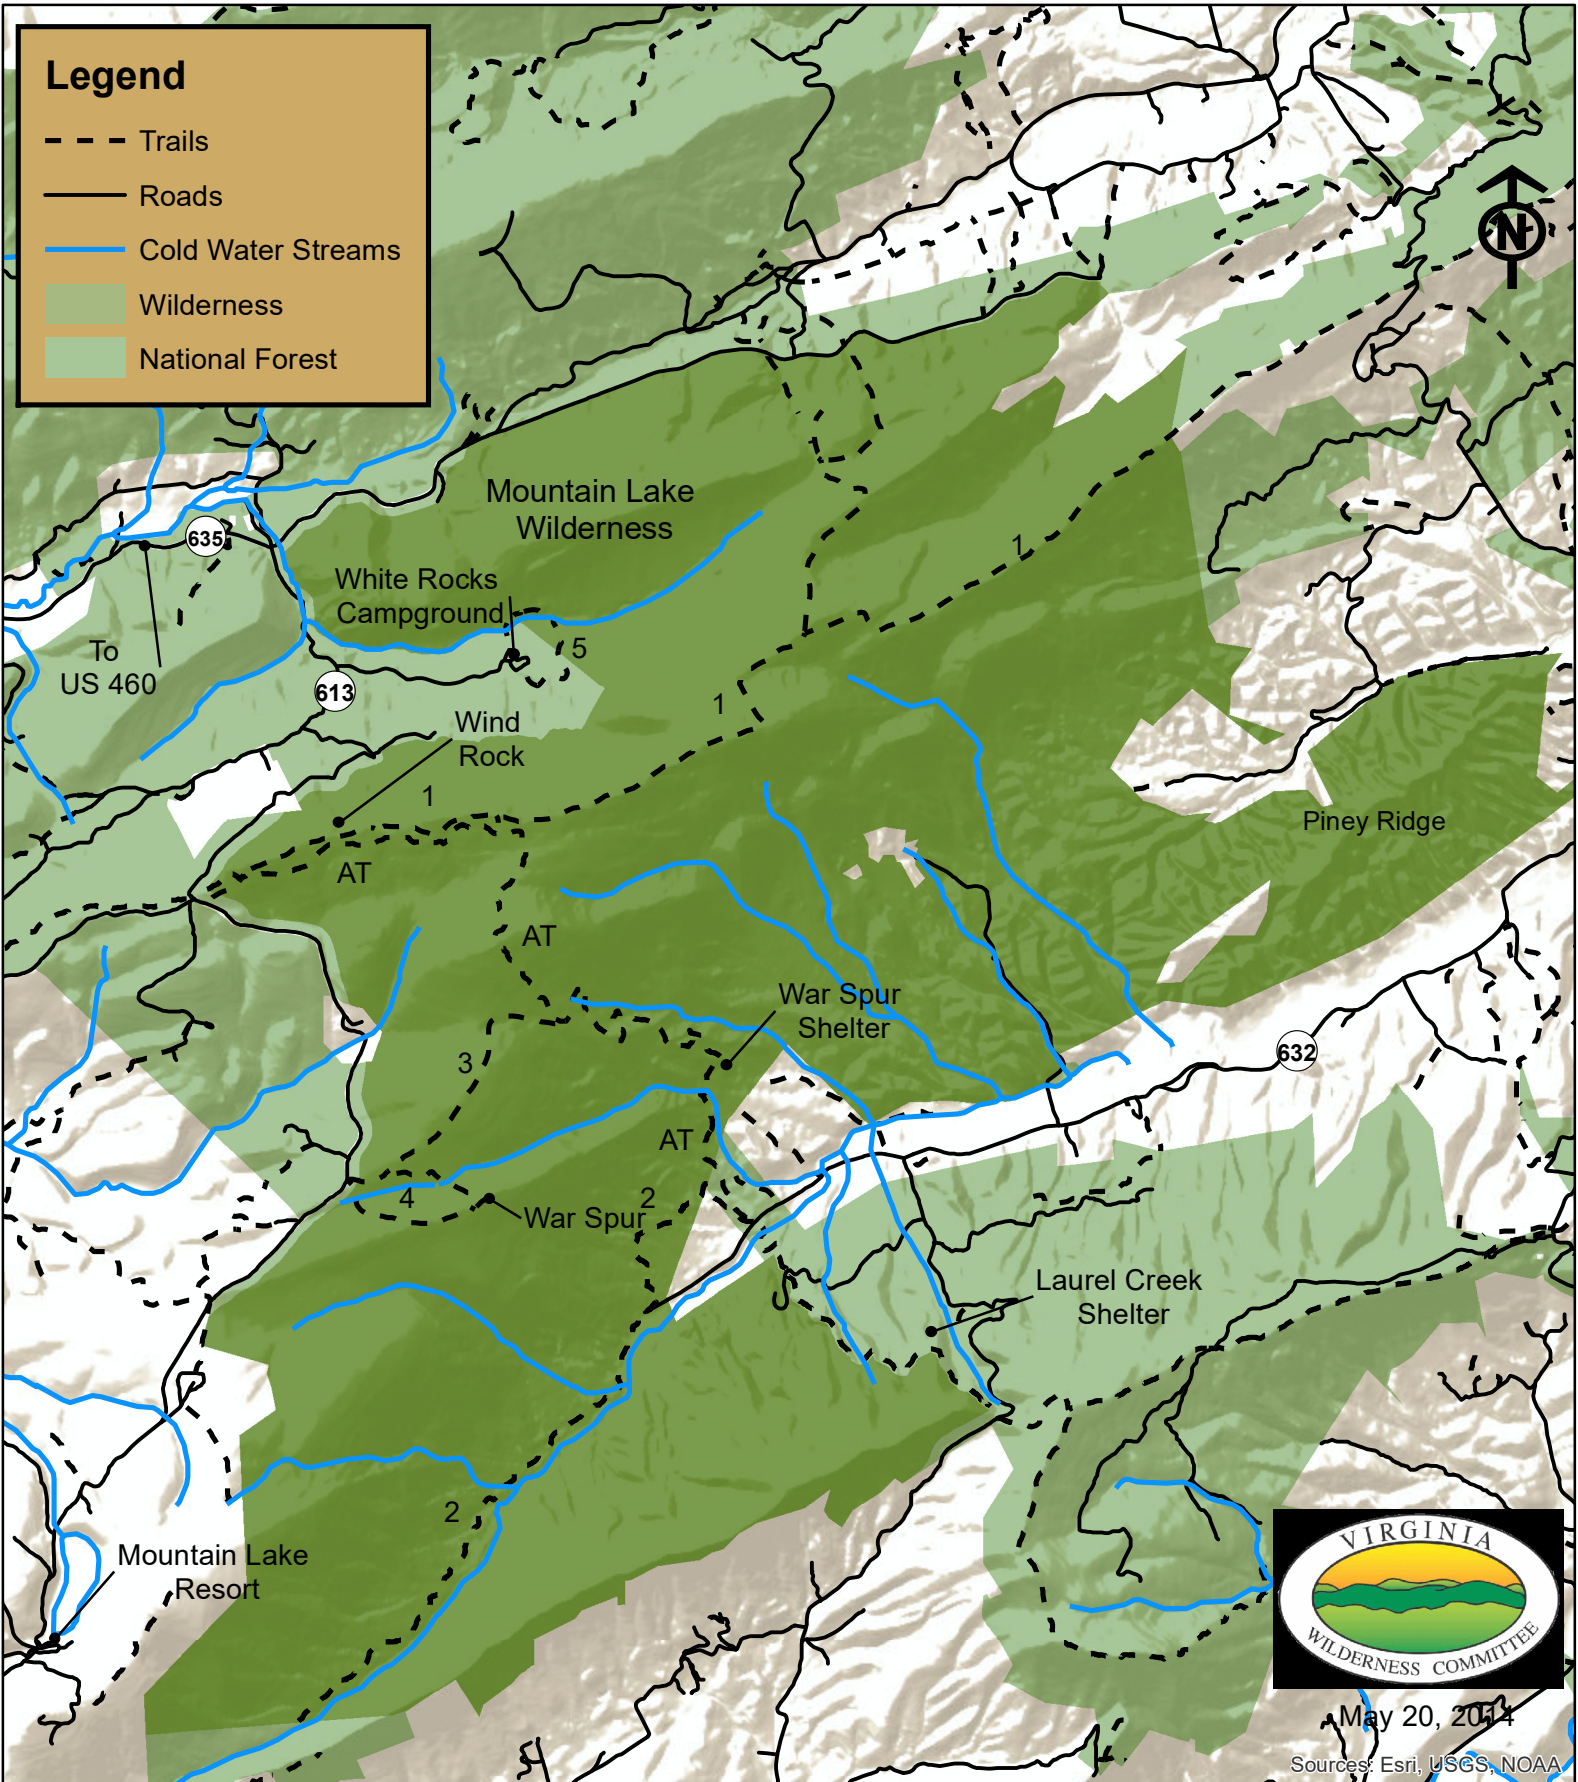 Legend
Trails
Roads
Cold Water Streams
Wilderness
National Forest
N
Mountain Lake
Wilderness
635
1
White Rocks
Campground
To
US 460
5
613
1
Wind
Rock
1
Piney Ridge
AT
AT
War Spur
Shelter
632
3
AT
4
2
War Spur
Laurel Creek
Shelter
2
Mountain Lake
Resort
VIRGINIA
WILDERNESS COMMITTEE
May 20, 2014
Sources: Esri, USGS, NOAA